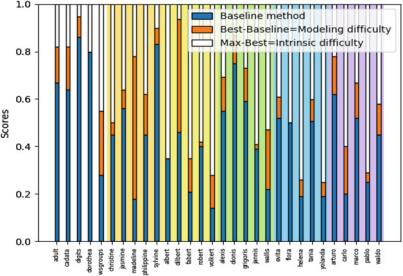 1.0
0.8
0.6
0.4
0.2
0.0
Scores
Baseline method
Best-Baseline=Modeling difficulty
Max-Best=Intrinsic difficulty
adult
cadata
digits
dorothea
newsgroups
christine
jasmine
madeline
philippine
sylvine
albert
dilbert
fabert
robert
volkert
alexis
dionis
grigoris
jannis
wallis
evita
flora
helena
tania
yolanda
arturo
carlo
marco
pablo
waldo